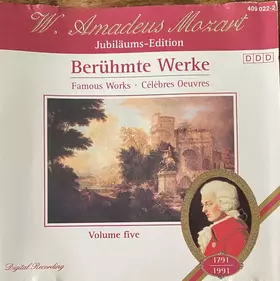 W. Amadeus Mozart
409 022-2
Jubiläums-Edition
Berühmte Werke
DDD
Famous Works · Célèbres Oeuvres
Volume five
Digital Recording
1791
1991